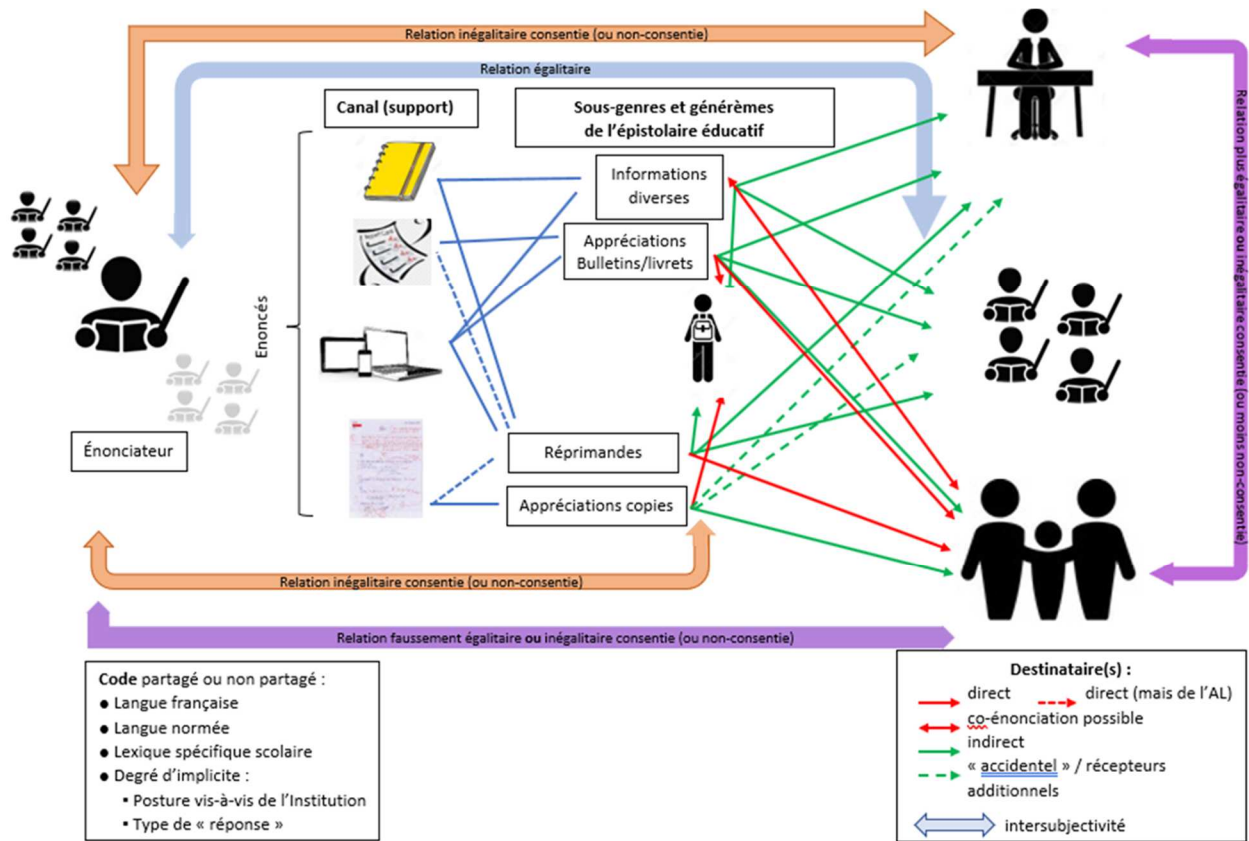 Relation inégalitaire consentie (ou non-consentie)
Relation égalitaire
Canal (support)
Sous-genres et générèmes
de l'épistolaire éducatif
Informations
diverses
Appréciations
Bulletins/livrets
Enoncés
Énonciateur
Réprimandes
Appréciations copies
Relation plus égalitaire ou inégalitaire consentie (ou moins non-consentie)
Relation inégalitaire consentie (ou non-consentie)
Relation faussement égalitaire ou inégalitaire consentie (ou non-consentie)
Code partagé ou non partagé :
● Langue française
● Langue normée
● Lexique spécifique scolaire
● Degré d'implicite :
▪ Posture vis-à-vis de l'Institution
▪ Type de « réponse »
Destinataire(s) :
direct direct (mais de l'AL)
co-énonciation possible
indirect
« accidentel » / récepteurs
additionnels
intersubjectivité